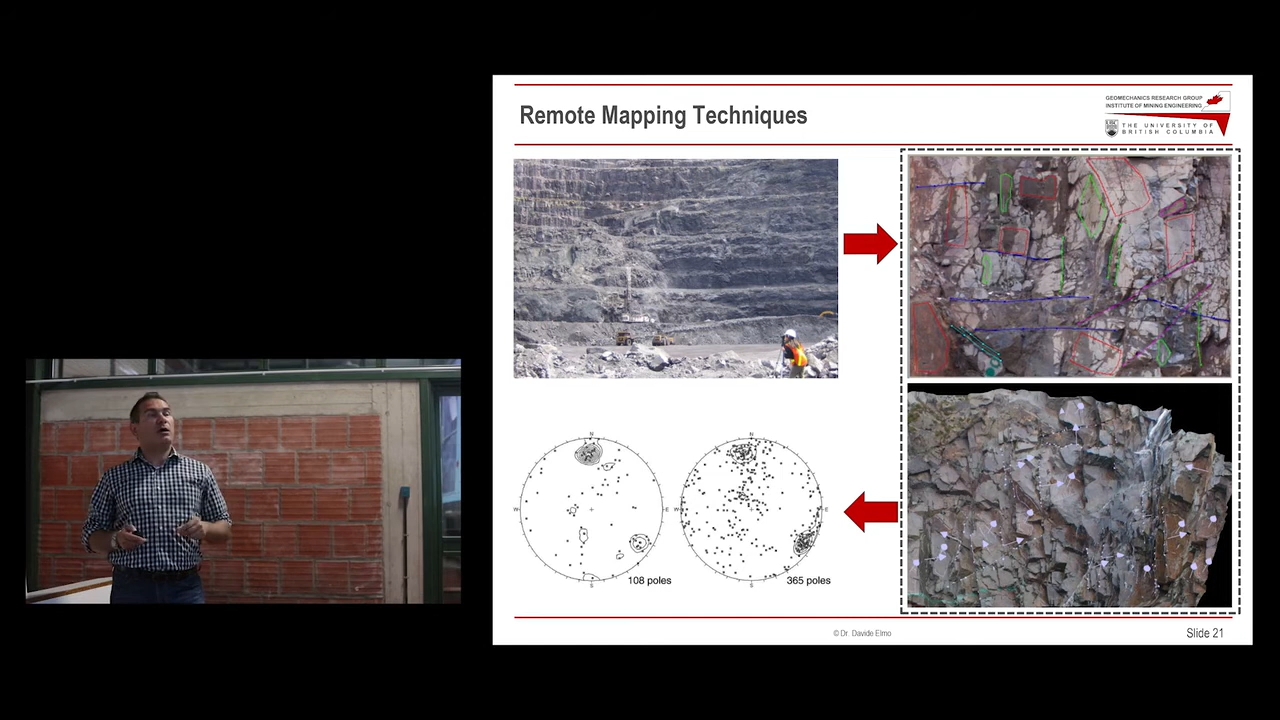 Remote Mapping Techniques
GEOMECHANICS RESEARCH GROUP
INSTITUTE OF MINING ENGINEERING
THE UNIVERSITY OF
BRITISH COLUMBIA
N
W
E
S
108 poles
N
W
E
S
365 poles
© Dr. Davide Elmo
Slide 21